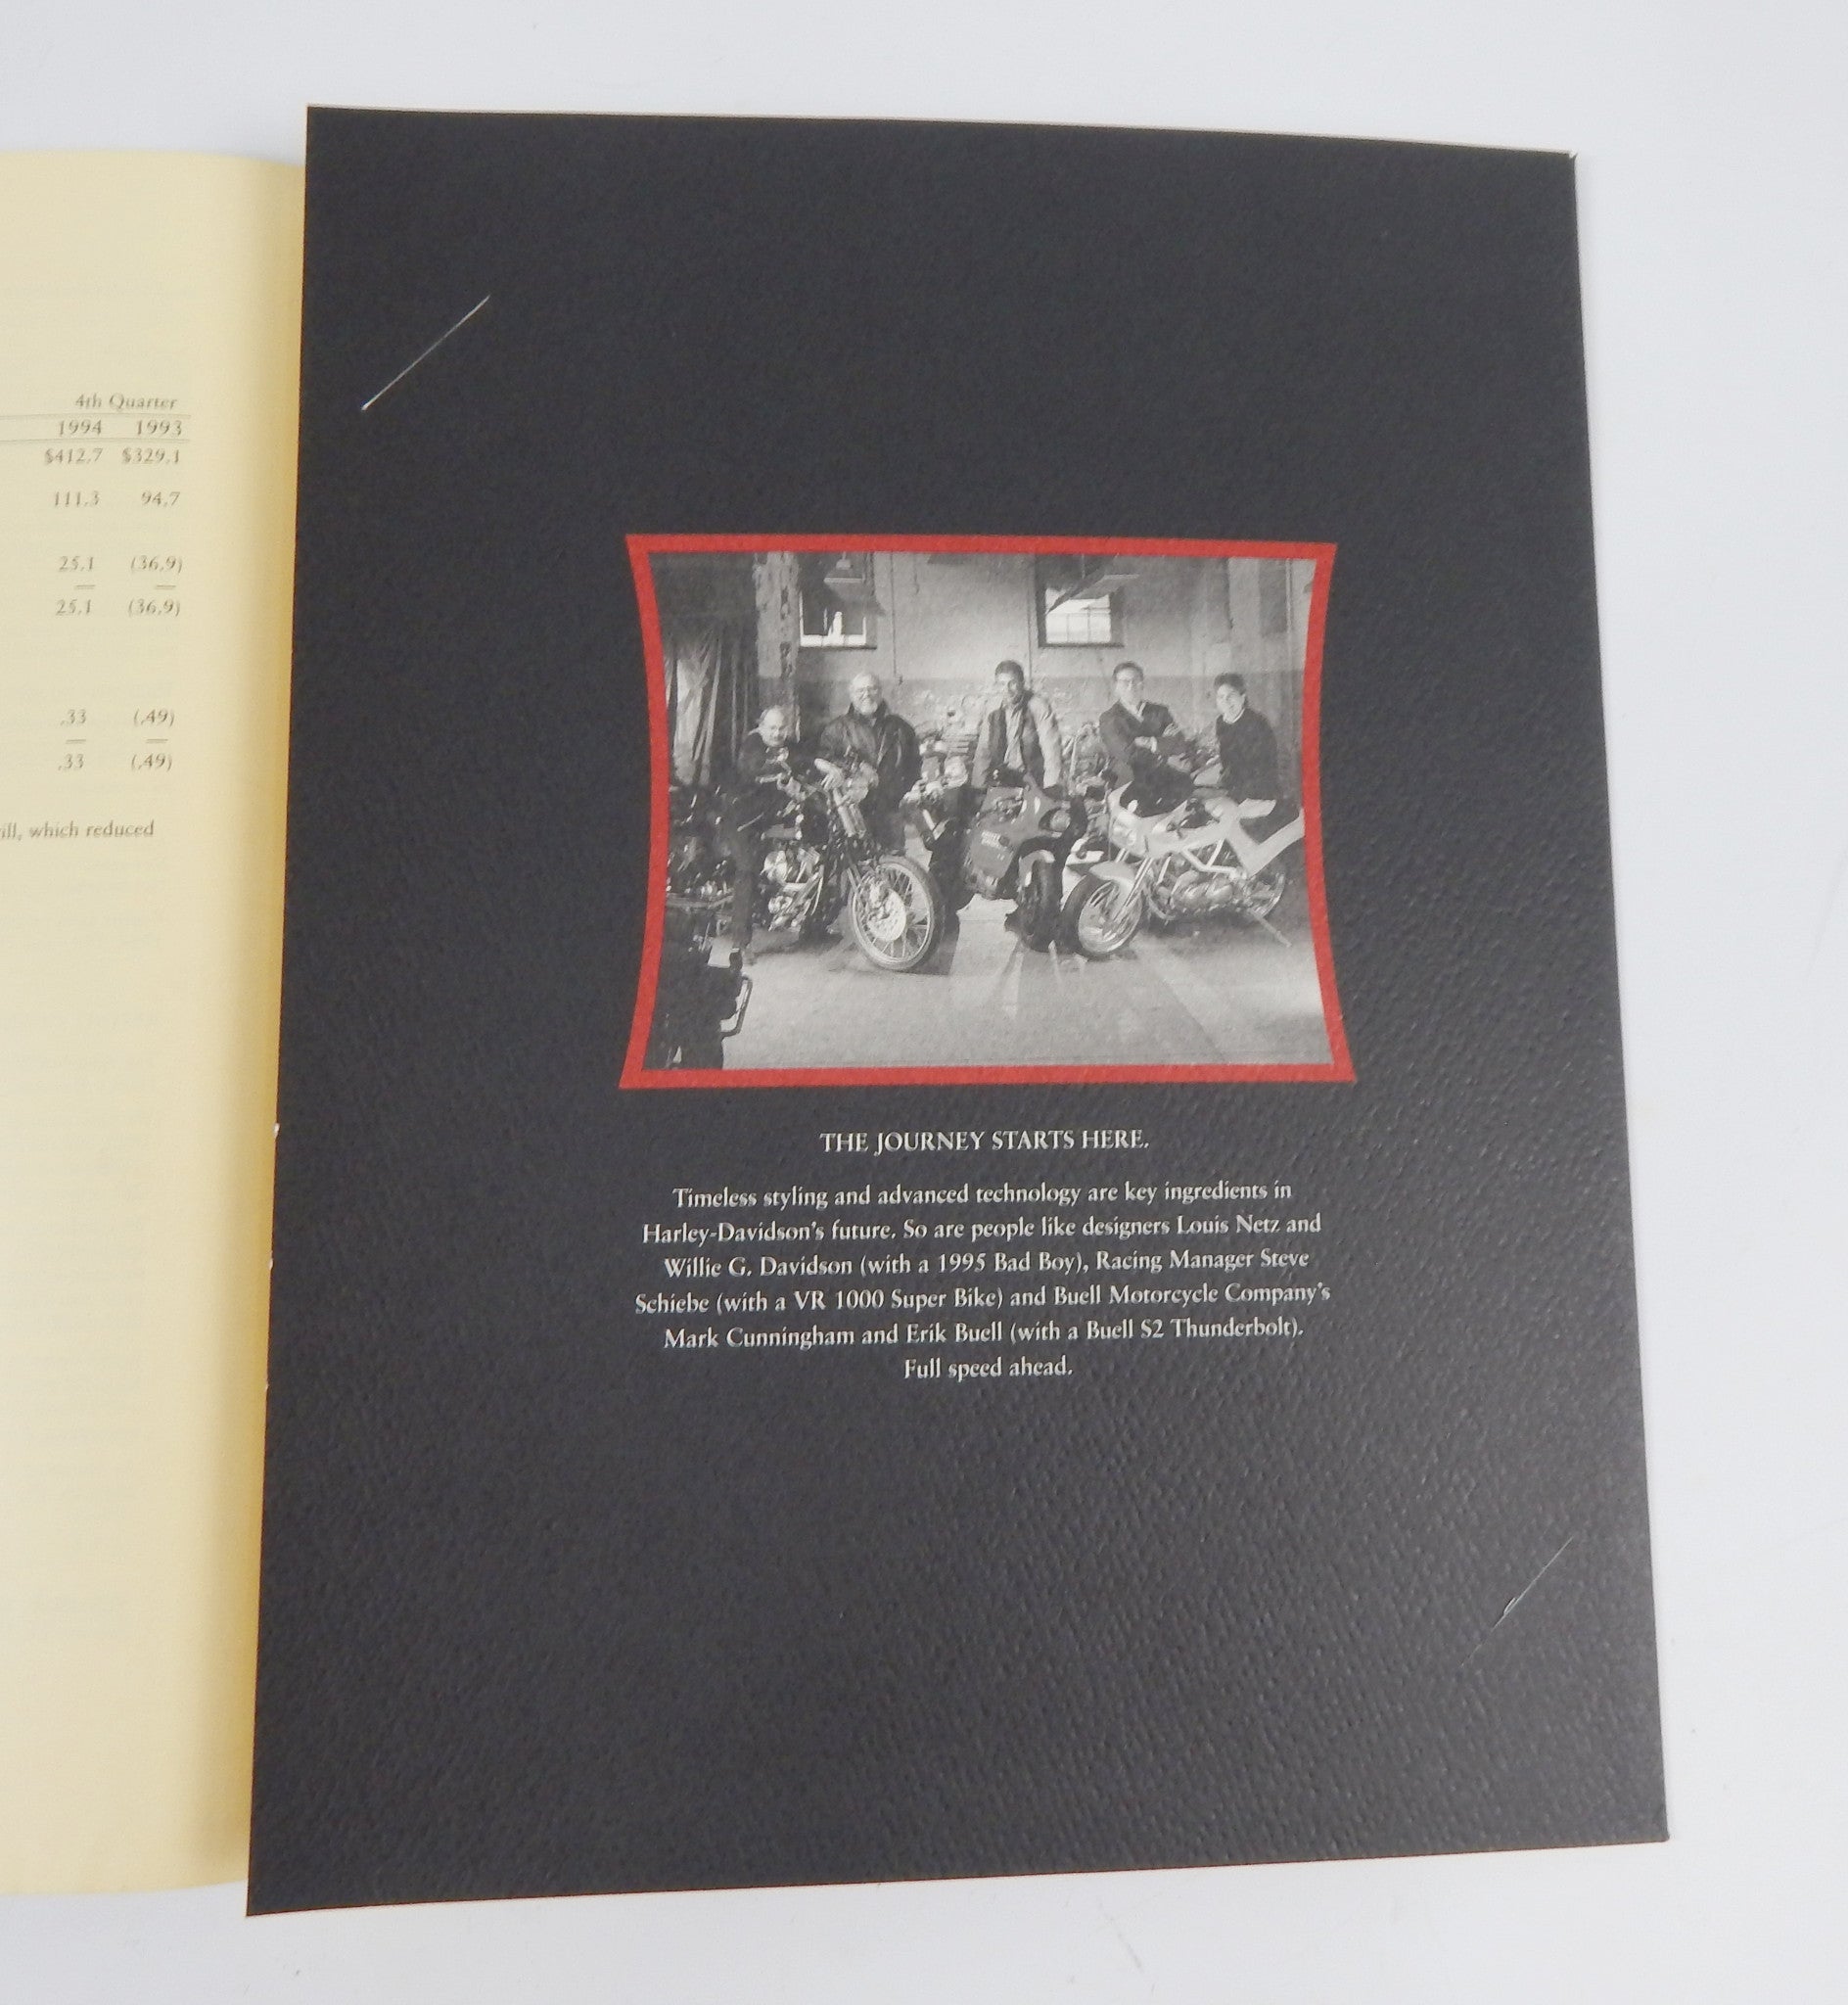 4th Quarter
1994 1993
$412.7 $329.1
111.3 94.7
25.1 (36.9)
25.1 (36.9)
.33 (.49)
.33 (.49)
which reduced
THE JOURNEY STARTS HERE.
Timeless styling and advanced technology are key ingredients in
Harley-Davidson's future. So are people like designers Louis Netz and
Willie G. Davidson (with a 1995 Bad Boy), Racing Manager Steve
Schiebe (with a VR 1000 Super Bike) and Buell Motorcycle Company's
Mark Cunningham and Erik Buell (with a Buell S2 Thunderbolt).
Full speed ahead.